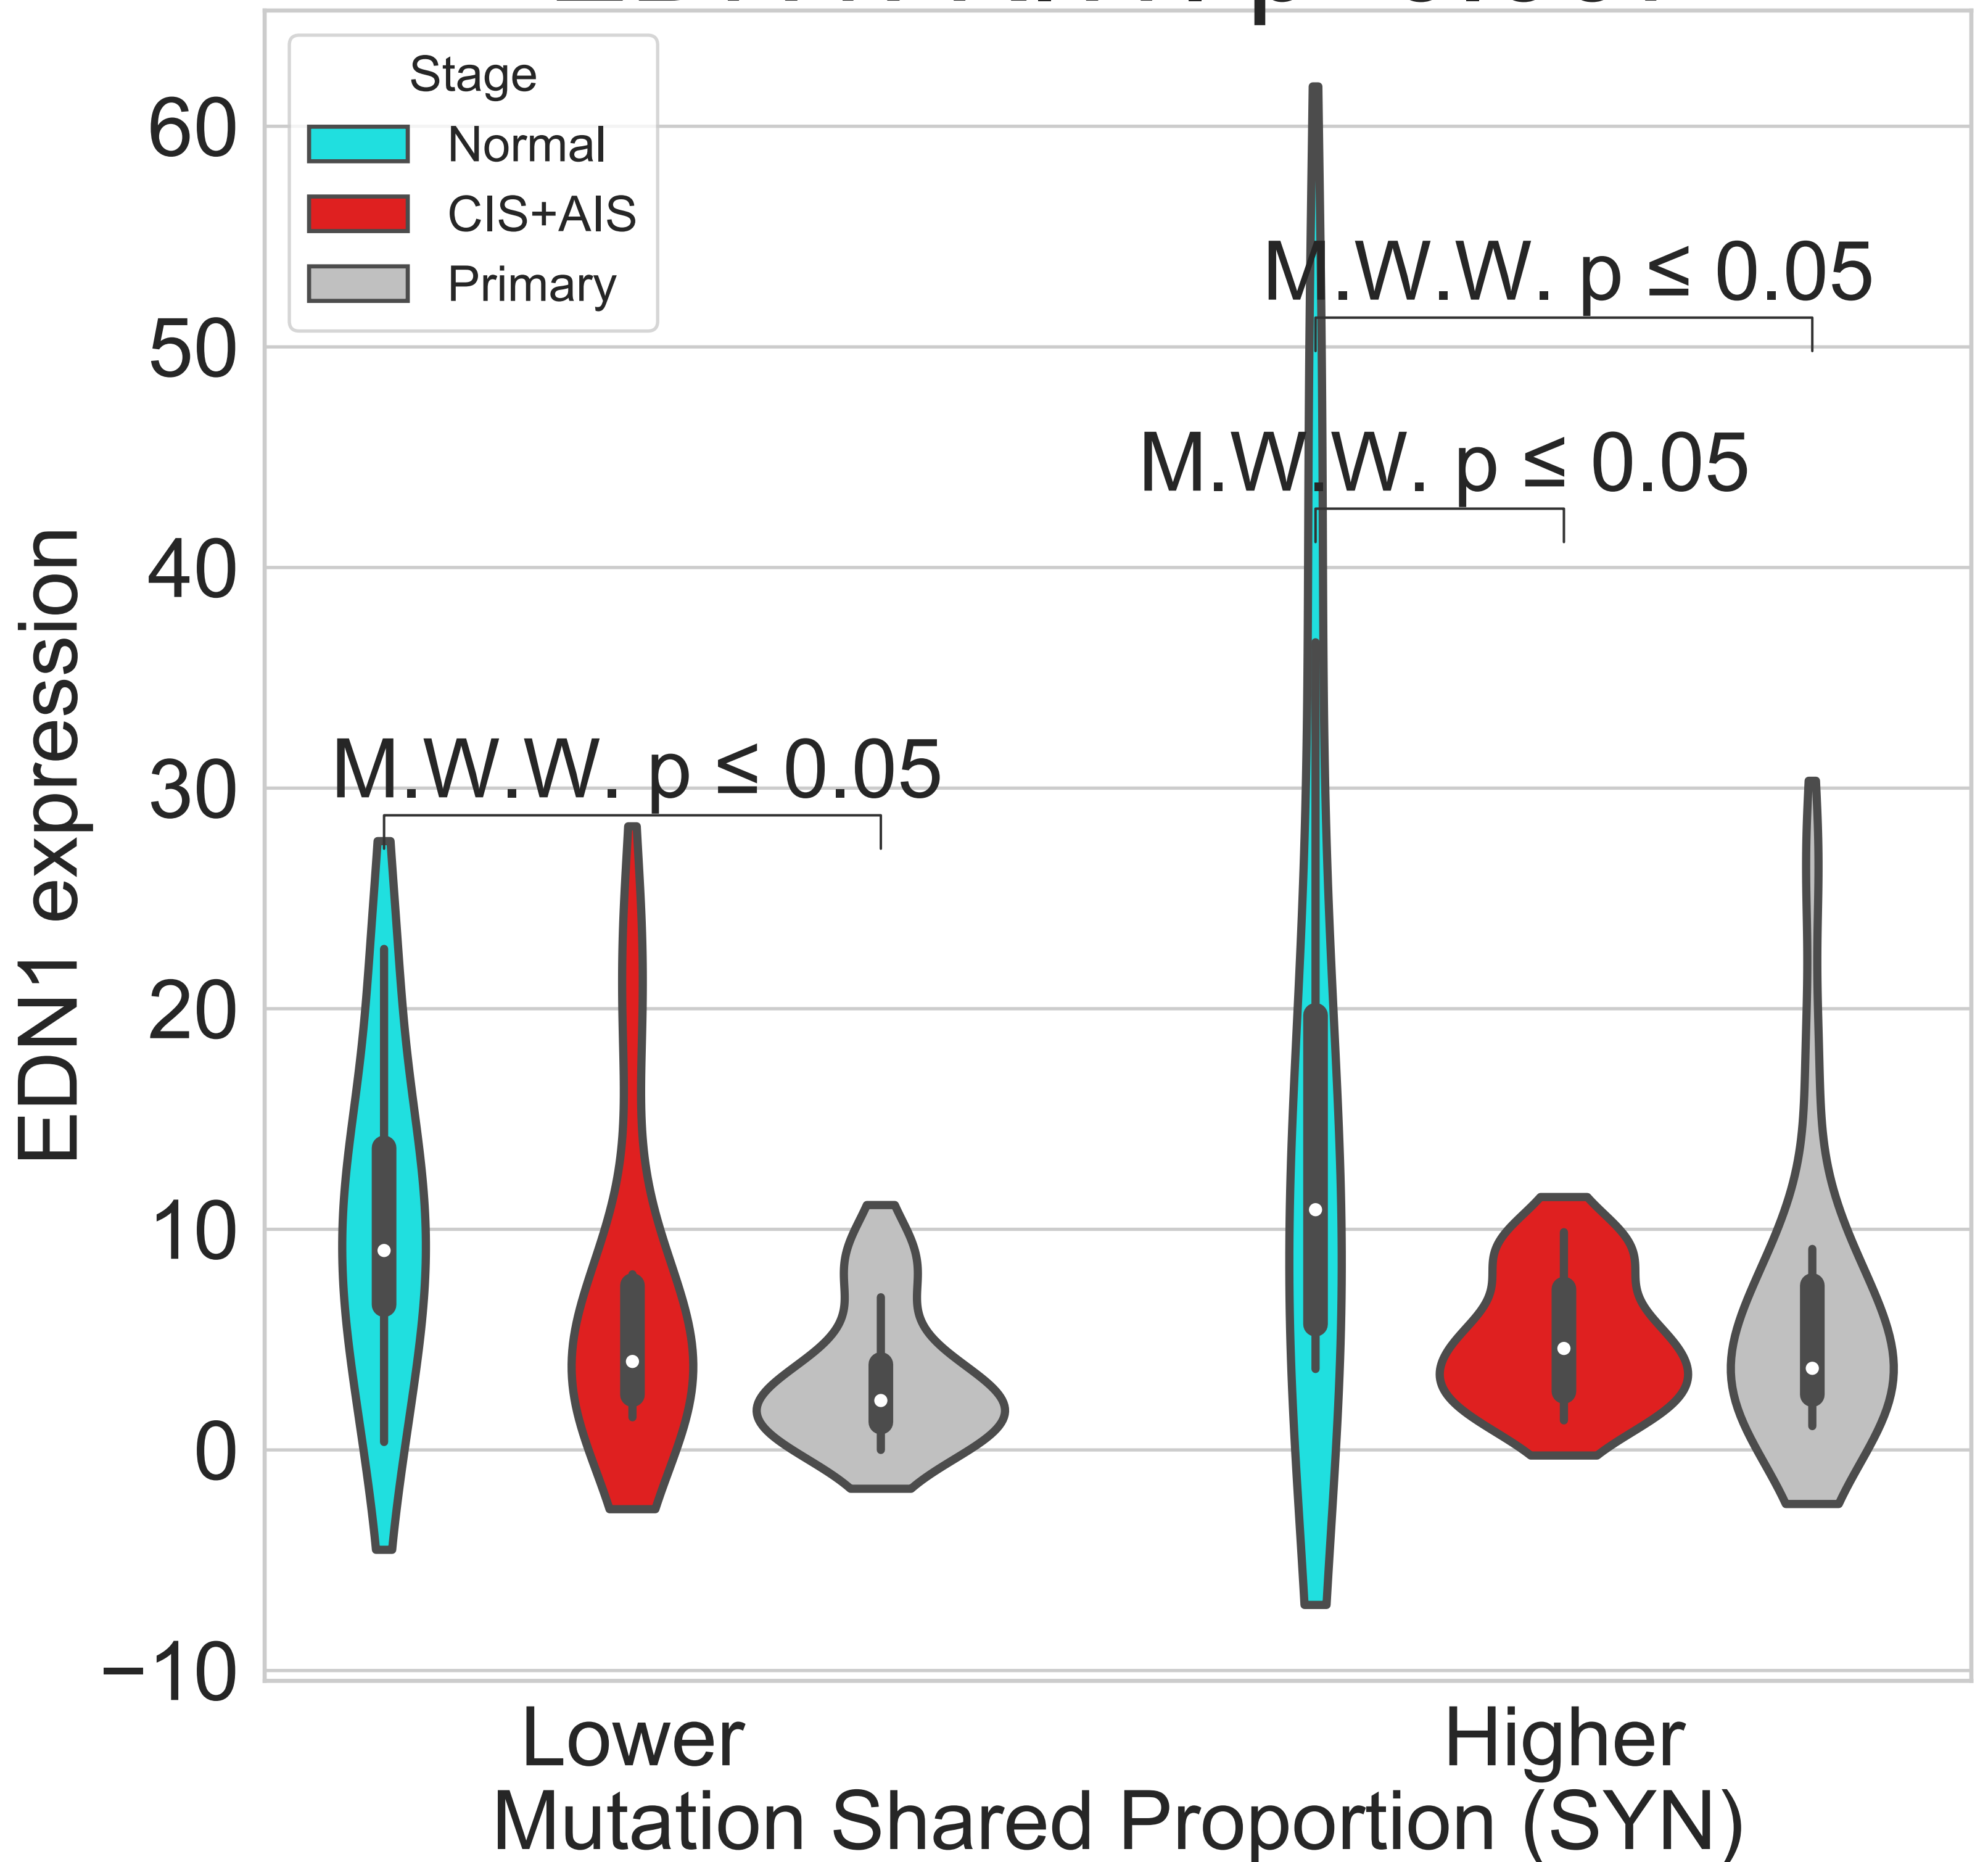 Stage
Normal
CIS+AIS
Primary
60
50
40
30
20
10
0
−10
EDN1 expression
M.W.W. p ≤ 0.05
M.W.W. p ≤ 0.05
M.W.W. p ≤ 0.05
Lower
Higher
Mutation Shared Proportion (SYN)